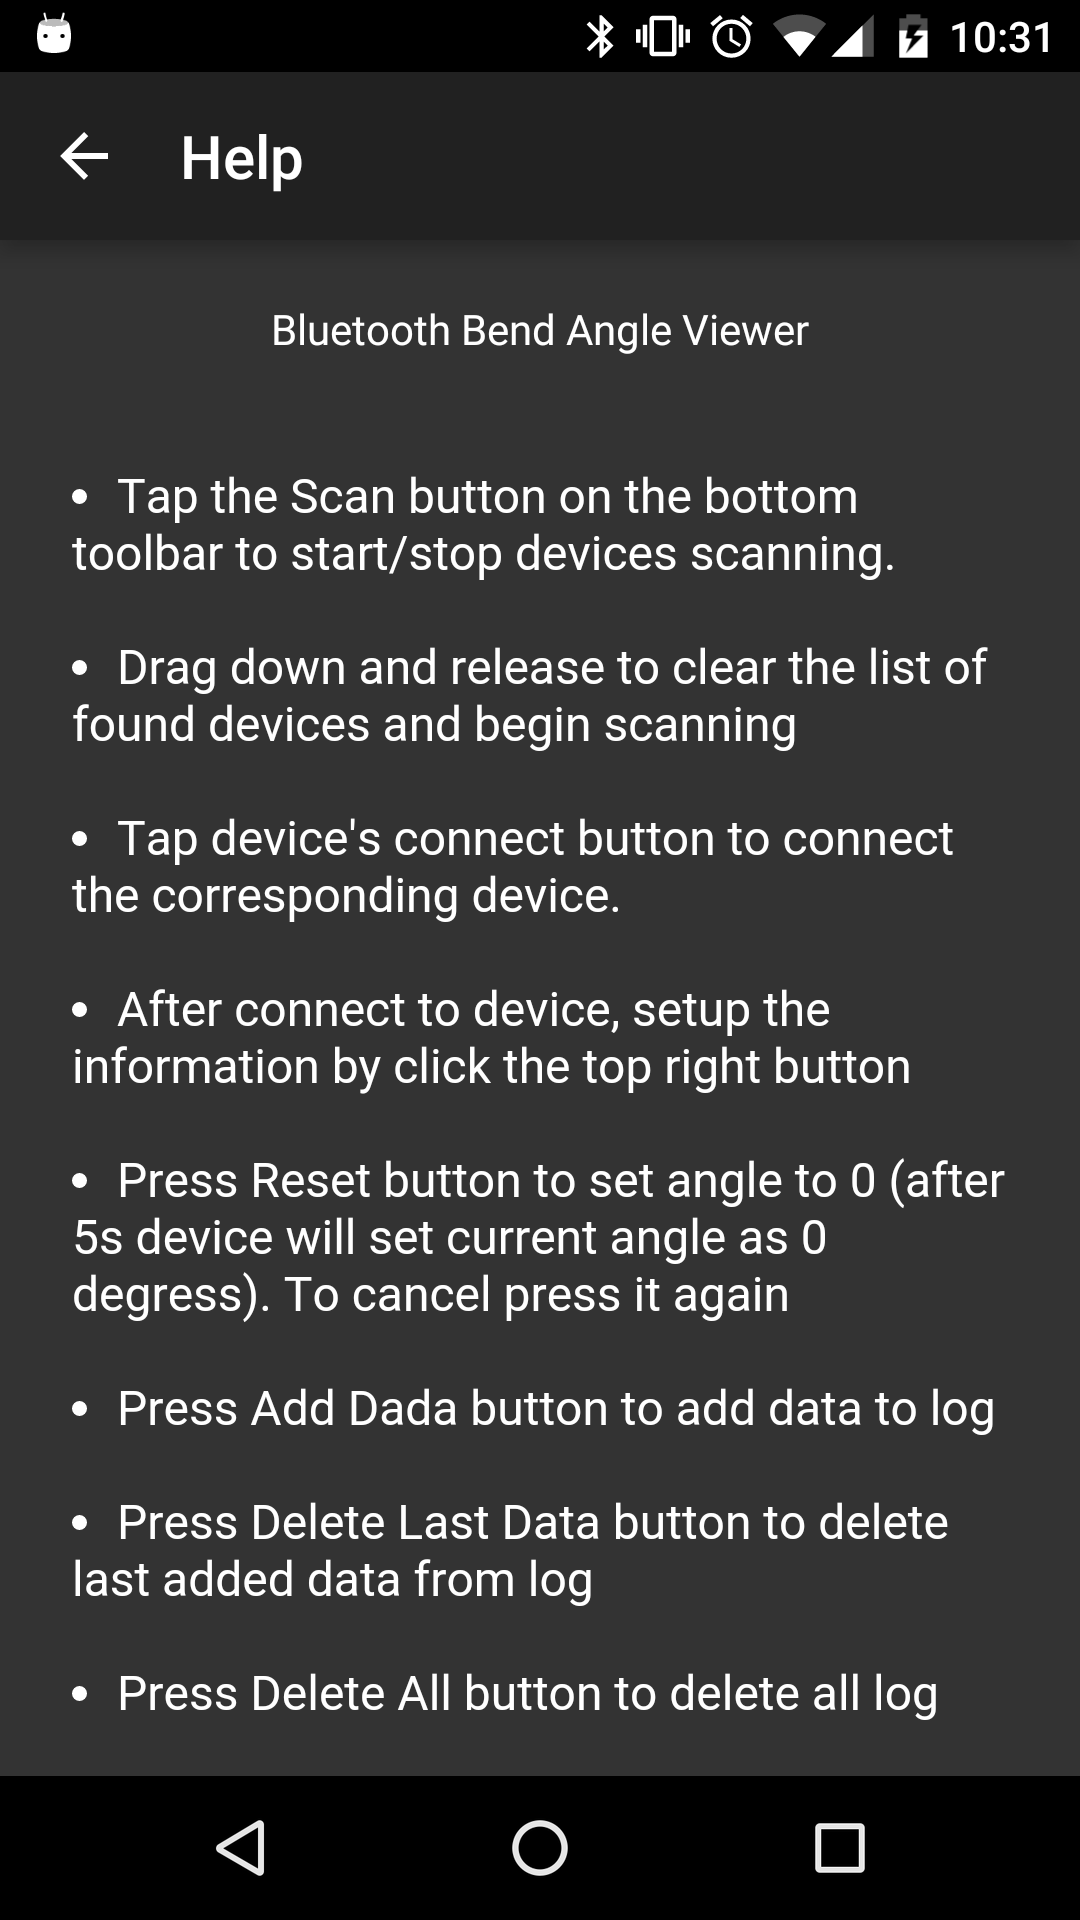 10:31
Help
Bluetooth Bend Angle Viewer
• Tap the Scan button on the bottom
toolbar to start/stop devices scanning.
• Drag down and release to clear the list of
found devices and begin scanning
• Tap device's connect button to connect
the corresponding device.
• After connect to device, setup the
information by click the top right button
• Press Reset button to set angle to 0 (after
5s device will set current angle as 0
degress). To cancel press it again
• Press Add Dada button to add data to log
• Press Delete Last Data button to delete
last added data from log
• Press Delete All button to delete all log